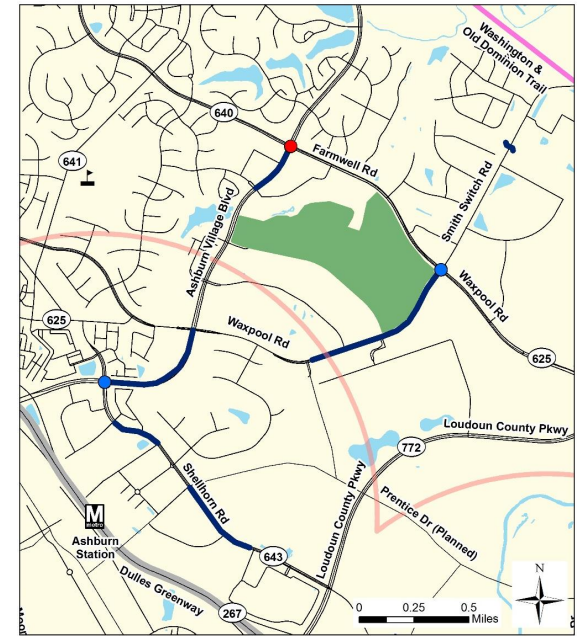 Washington &
Old Dominion Trail
640
Farmwell Rd
641
Smith Switch Rd
Ashburn Village Blvd
Waxpool Rd
625
Waxpool Rd
625
Loudoun County Pkwy
772
Shellhorn Rd
Loudoun County Pkwy
Prentice Dr (Planned)
M
metro
Ashburn
Station
643
Dulles Greenway
267
N
0 0.25 0.5
Miles